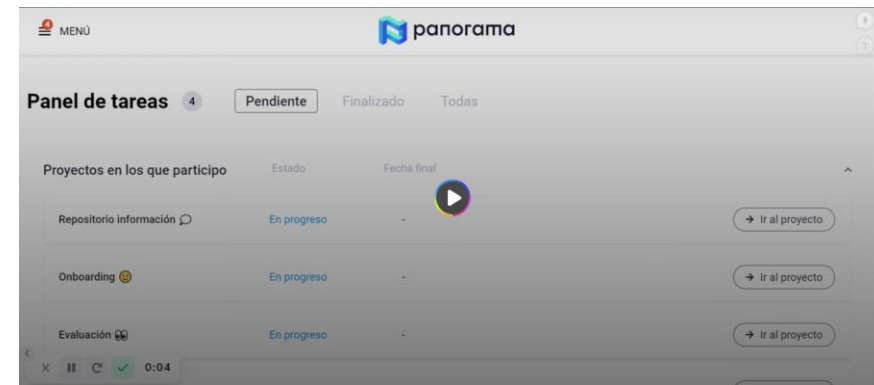 4
MENÚ
panorama
T
Panel de tareas 4 Pendiente Finalizado Todas
Proyectos en los que participo Estado Fecha final
Repositorio información En progreso - → Ir al proyecto
Onboarding En progreso - → Ir al proyecto
Evaluación En progreso - → Ir al proyecto
0:04